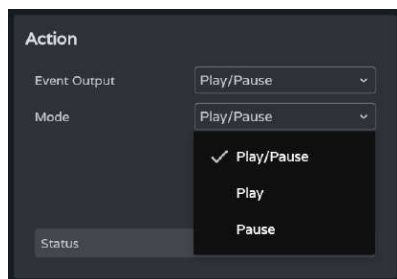 Action
Event Output Play/Pause
Mode Play/Pause
Play/Pause
Play
Pause
Status